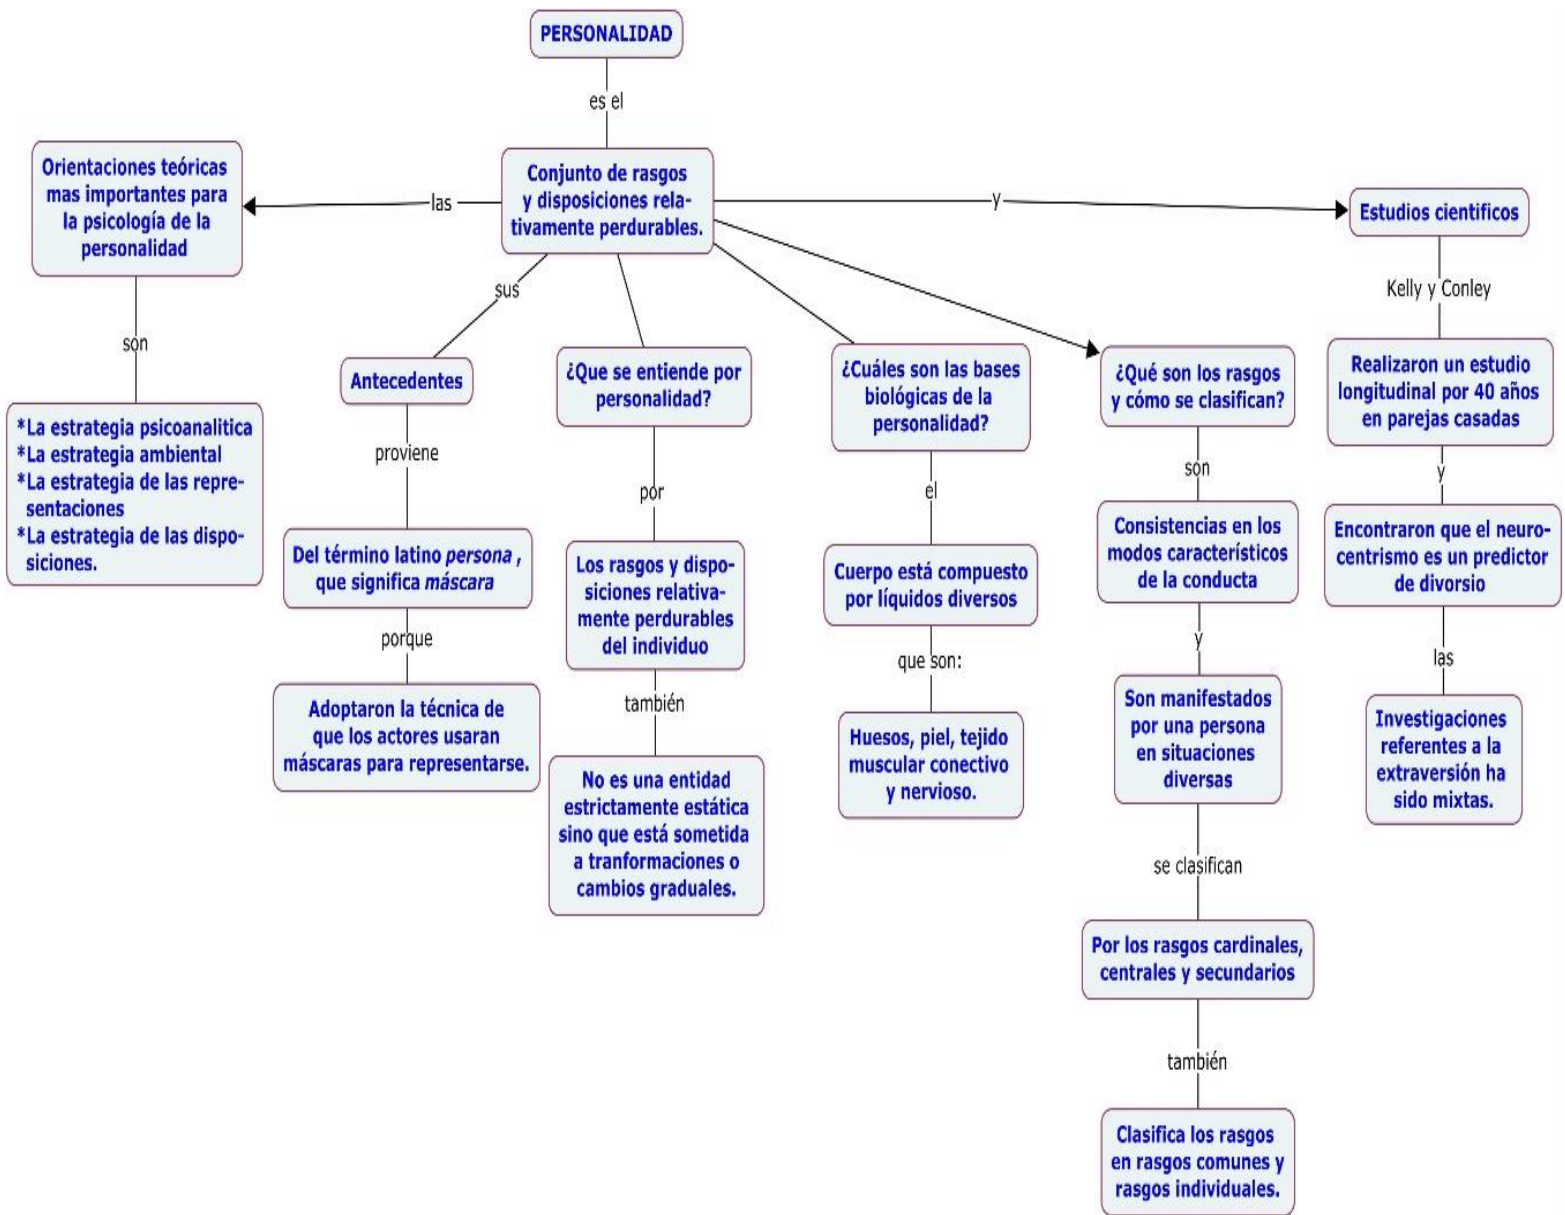 PERSONALIDAD
es el
Conjunto de rasgos
y disposiciones rela-
tivamente perdurables.
las
Orientaciones teóricas
mas importantes para
la psicología de la
personalidad
son
*La estrategia psicoanalitica
*La estrategia ambiental
*La estrategia de las repre-
sentaciones
*La estrategia de las dispo-
siciones.
sus
Antecedentes
proviene
Del término latino persona ,
que significa máscara
porque
Adoptaron la técnica de
que los actores usaran
máscaras para representarse.
¿Que se entiende por
personalidad?
por
Los rasgos y dispo-
siciones relativa-
mente perdurables
del individuo
también
No es una entidad
estrictamente estática
sino que está sometida
a tranformaciones o
cambios graduales.
¿Cuáles son las bases
biológicas de la
personalidad?
el
Cuerpo está compuesto
por líquidos diversos
que son:
Huesos, piel, tejido
muscular conectivo
y nervioso.
¿Qué son los rasgos
y cómo se clasifican?
son
Consistencias en los
modos característicos
de la conducta
y
Son manifestados
por una persona
en situaciones
diversas
se clasifican
Por los rasgos cardinales,
centrales y secundarios
también
Clasifica los rasgos
en rasgos comunes y
rasgos individuales.
y
Estudios cientificos
Kelly y Conley
Realizaron un estudio
longitudinal por 40 años
en parejas casadas
y
Encontraron que el neuro-
centrismo es un predictor
de divorsio
las
Investigaciones
referentes a la
extraversión ha
sido mixtas.